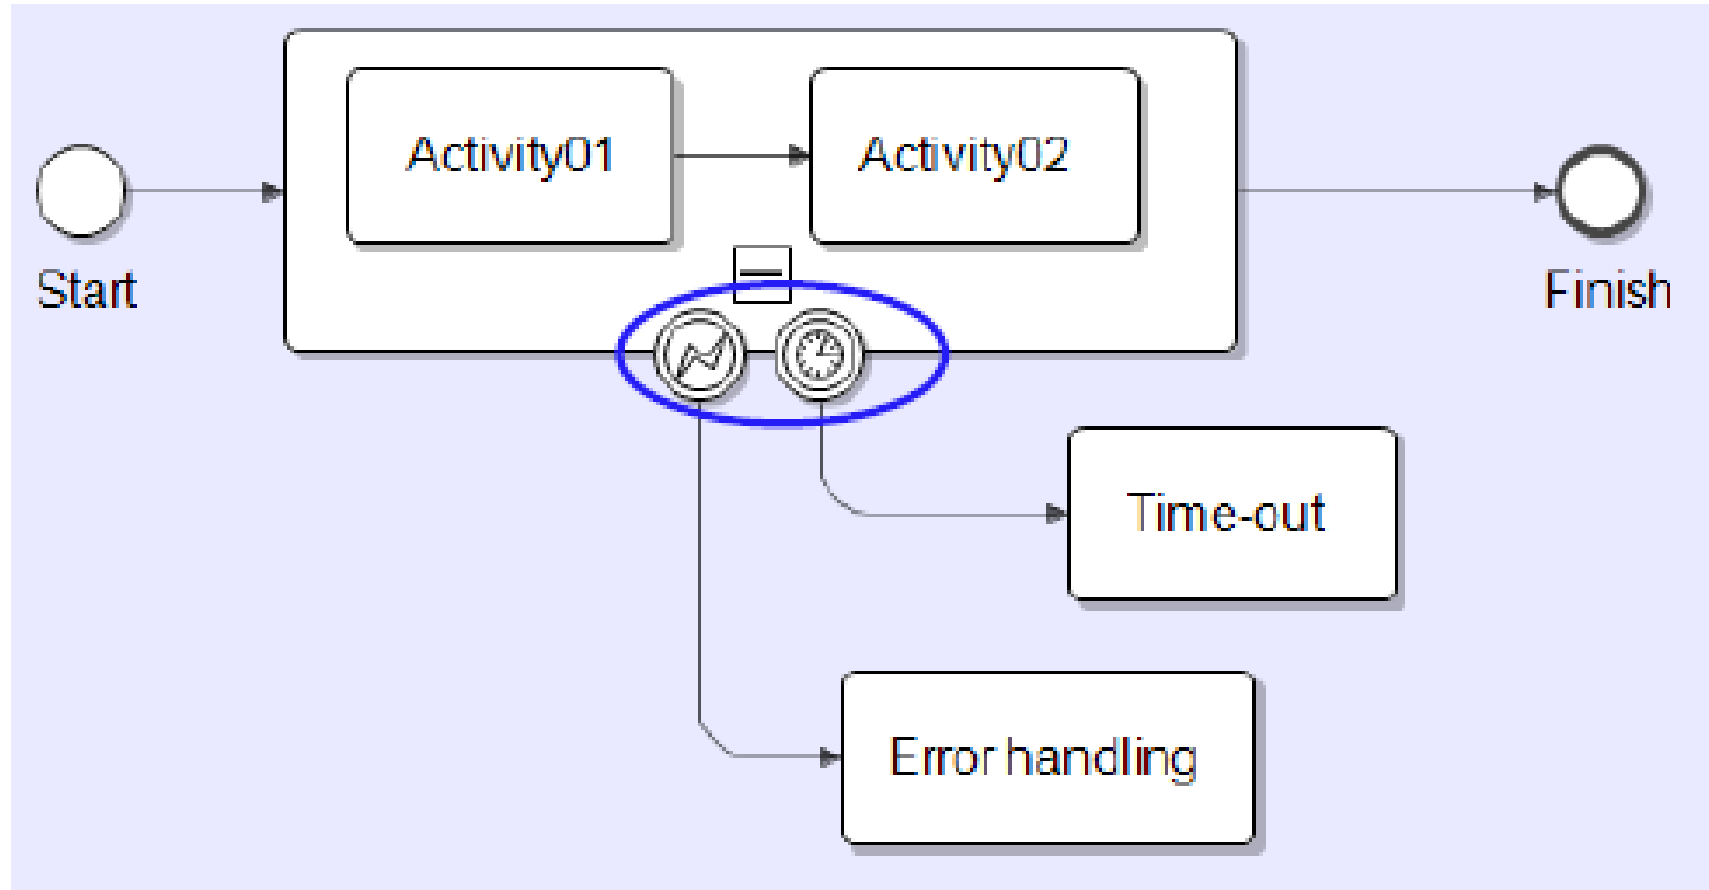 Activity01
Activity02
Start
Finish
Time-out
Error handling